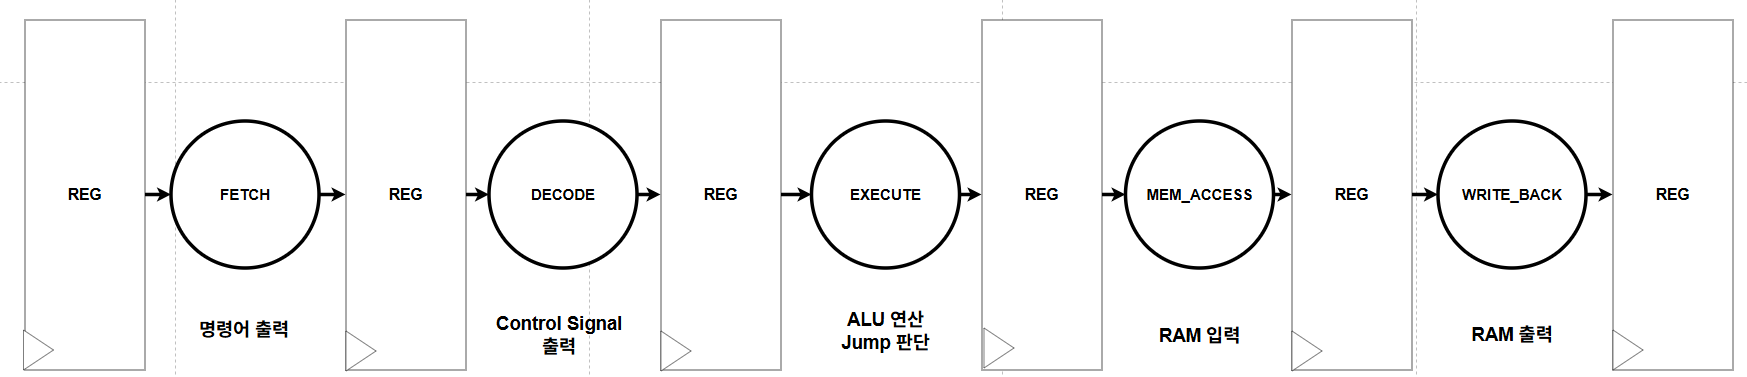 REG
FETCH
REG
DECODE
REG
EXECUTE
REG
MEM_ACCESS
REG
WRITE_BACK
REG
명령어 출력
Control Signal
출력
ALU 연산
Jump 판단
RAM 입력
RAM 출력